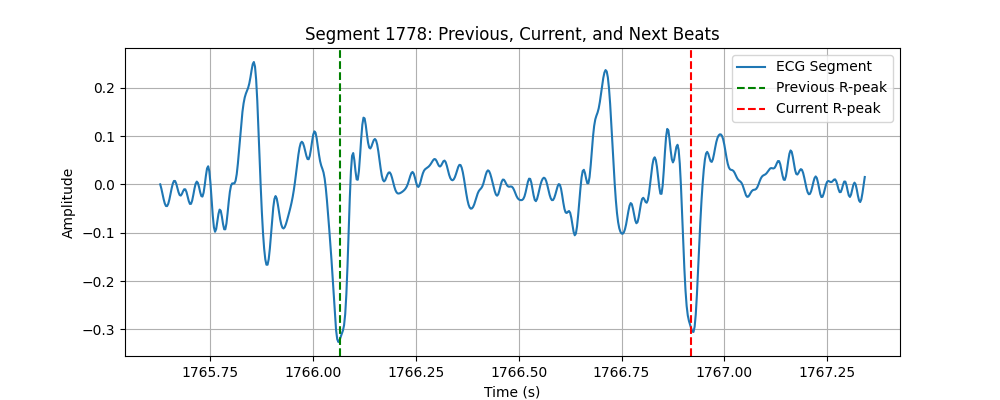 Segment 1778: Previous, Current, and Next Beats
ECG Segment
Previous R-peak
Current R-peak
0.2
0.1
0.0
−0.1
−0.2
−0.3
Amplitude
1765.75 1766.00 1766.25 1766.50 1766.75 1767.00 1767.25
Time (s)